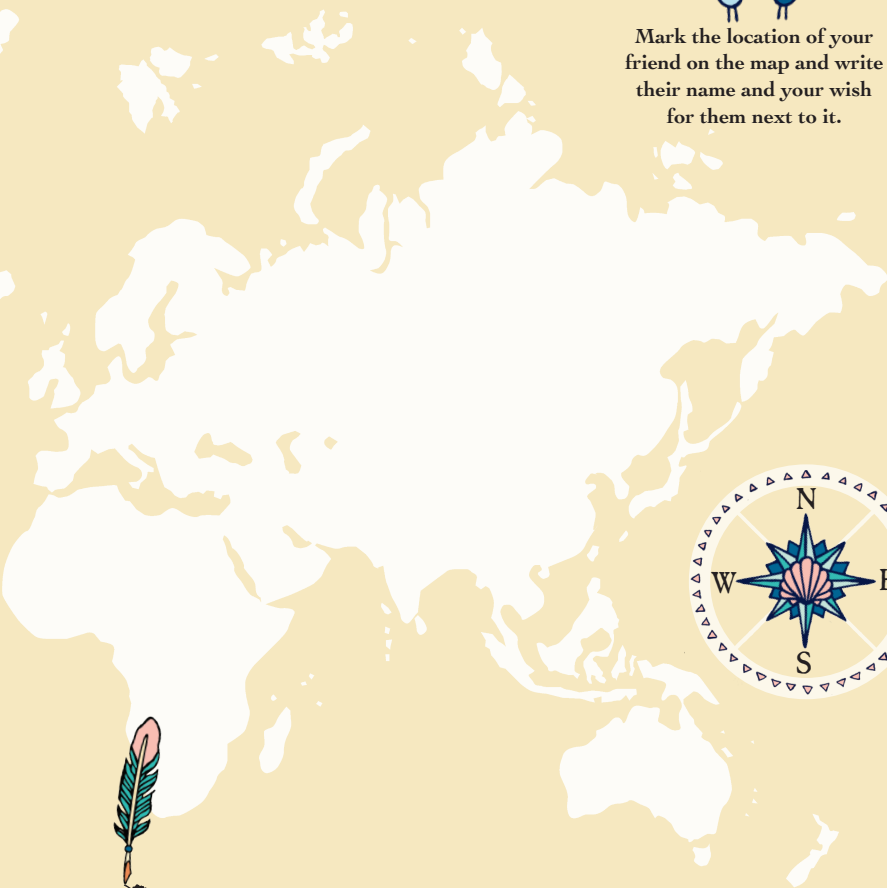 Mark the location of your
friend on the map and write
their name and your wish
for them next to it.
N
W
S